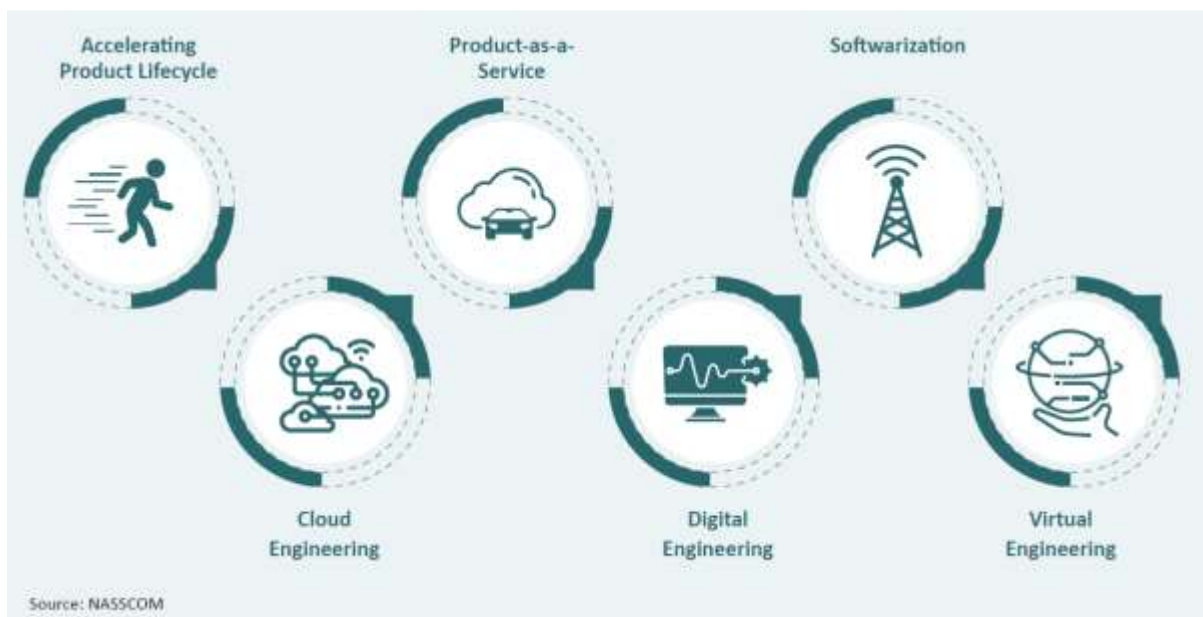 Accelerating
Product Lifecycle
Product-as-a-
Service
Softwarization
Cloud
Engineering
Digital
Engineering
Virtual
Engineering
Source: NASSCOM